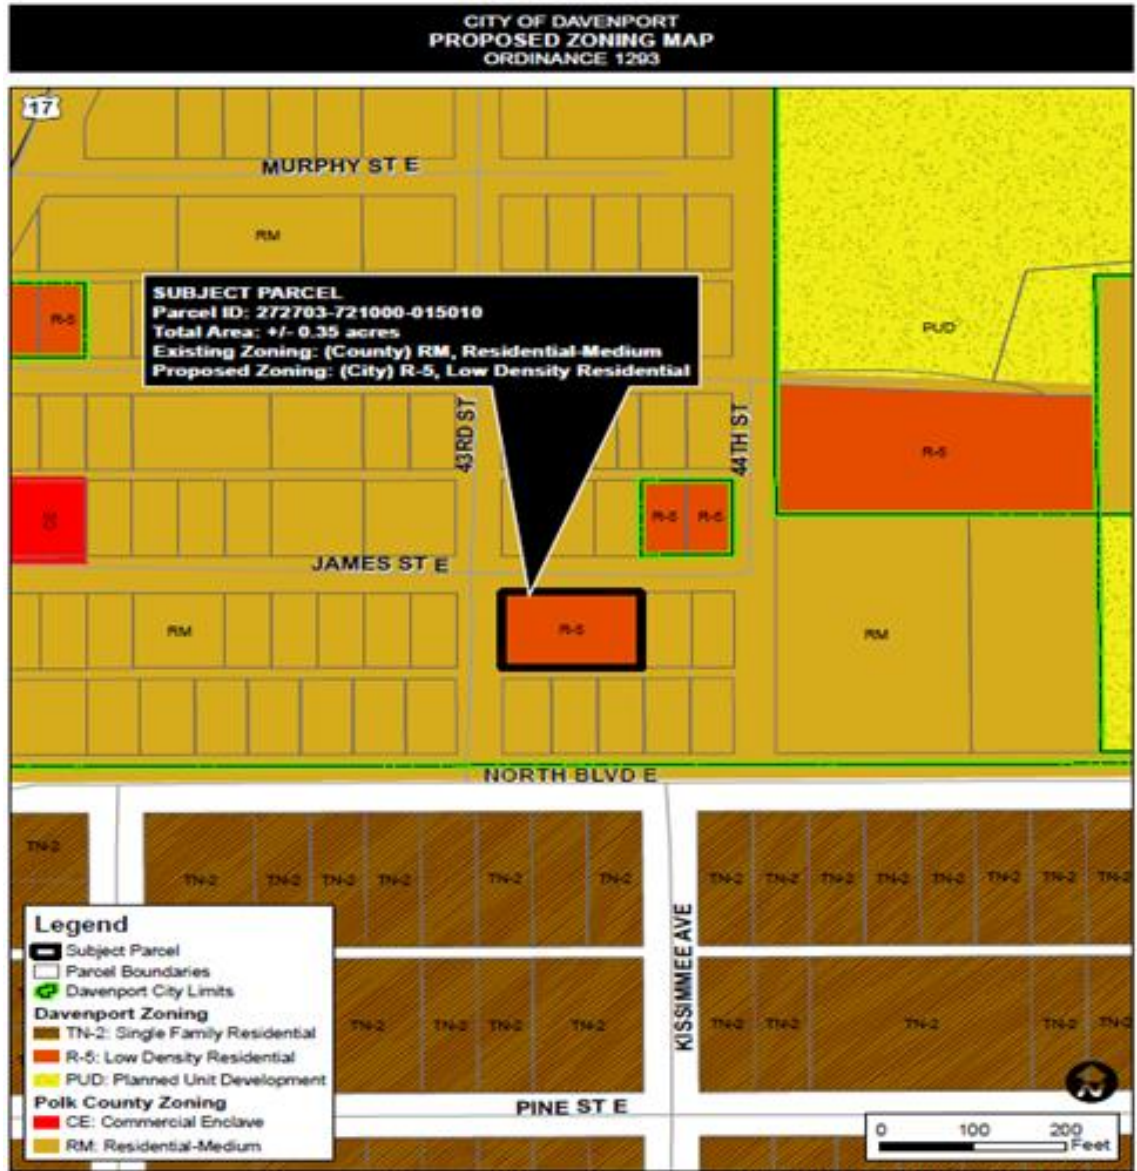 CITY OF DAVENPORT
PROPOSED ZONING MAP
ORDINANCE 1293
17
MURPHY ST E
RM
SUBJECT PARCEL
Parcel ID: 272703-721000-015010
Total Area: +/- 0.35 acres
Existing Zoning: (County) RM, Residential-Medium
Proposed Zoning: (City) R-5, Low Density Residential
R-5
PUD
43RD ST
44TH ST
R-5
CE
R-5 R-5
JAMES ST E
RM
R-5
RM
NORTH BLVD E
TN-2
TN-2 TN-2 TN-2 TN-2 TN-2 TN-2
TN-2 TN-2 TN-2 TN-2 TN-2 TN-2 TN-2 TN-2
KISSIMMEE AVE
TN-2 TN-2 TN-2 TN-2
TN-2 TN-2 TN-2 TN-2 TN-2
PINE ST E
Legend
Subject Parcel
Parcel Boundaries
Davenport City Limits
Davenport Zoning
TN-2: Single Family Residential
R-5: Low Density Residential
PUD: Planned Unit Development
Polk County Zoning
CE: Commercial Enclave
RM: Residential-Medium
N
0 100 200
Feet